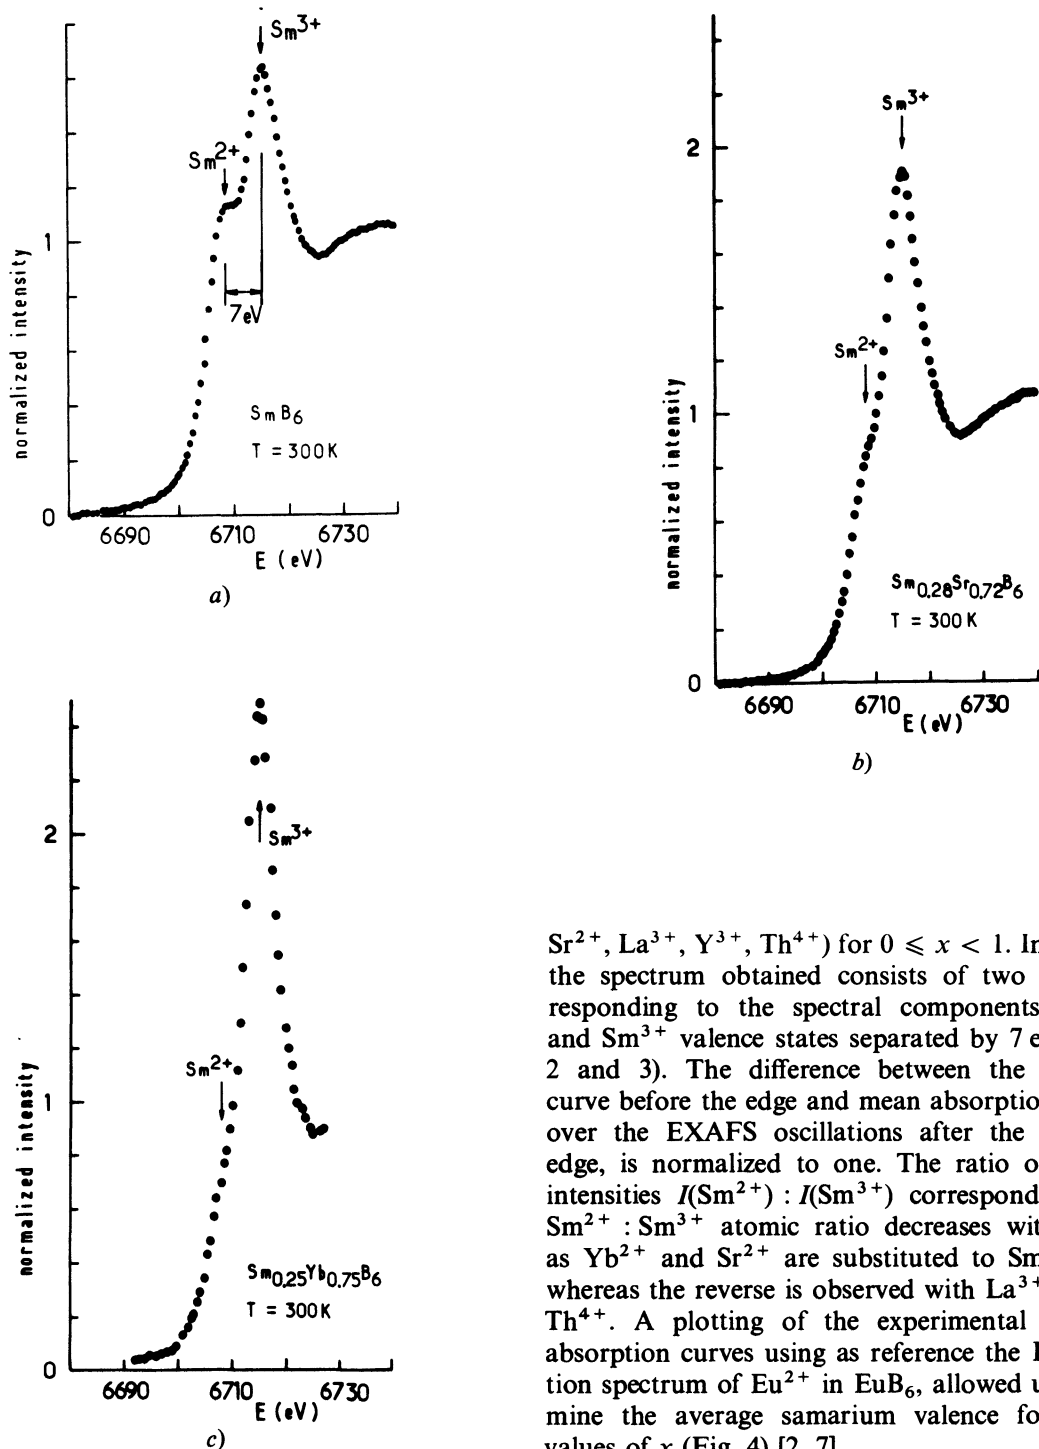 Sm3+
Sm2+
1
7eV
normalized intensity
SmB6
T = 300K
0
6690 6710 6730
E (eV)
a)
Sm3+
2
Sm2+
1
normalized intensity
Sm0.28Sr0.72B6
T = 300K
0
6690 6710 6730
E (eV)
b)
2
Sm3+
Sm2+
1
normalized intensity
Sm0.25Yb0.75B6
T = 300K
0
6690 6710 6730
E (eV)
c)
Sr2+, La3+, Y3+, Th4+) for 0 ⩽ x < 1. In
the spectrum obtained consists of two
responding to the spectral components
and Sm3+ valence states separated by 7 e
2 and 3). The difference between the
curve before the edge and mean absorptio
over the EXAFS oscillations after the
edge, is normalized to one. The ratio o
intensities I(Sm2+) : I(Sm3+) correspond
Sm2+ : Sm3+ atomic ratio decreases wit
as Yb2+ and Sr2+ are substituted to Sm
whereas the reverse is observed with La3+
Th4+. A plotting of the experimental
absorption curves using as reference the
tion spectrum of Eu2+ in EuB6, allowed u
mine the average samarium valence fo
values of x (Fig. 4) [2, 7]